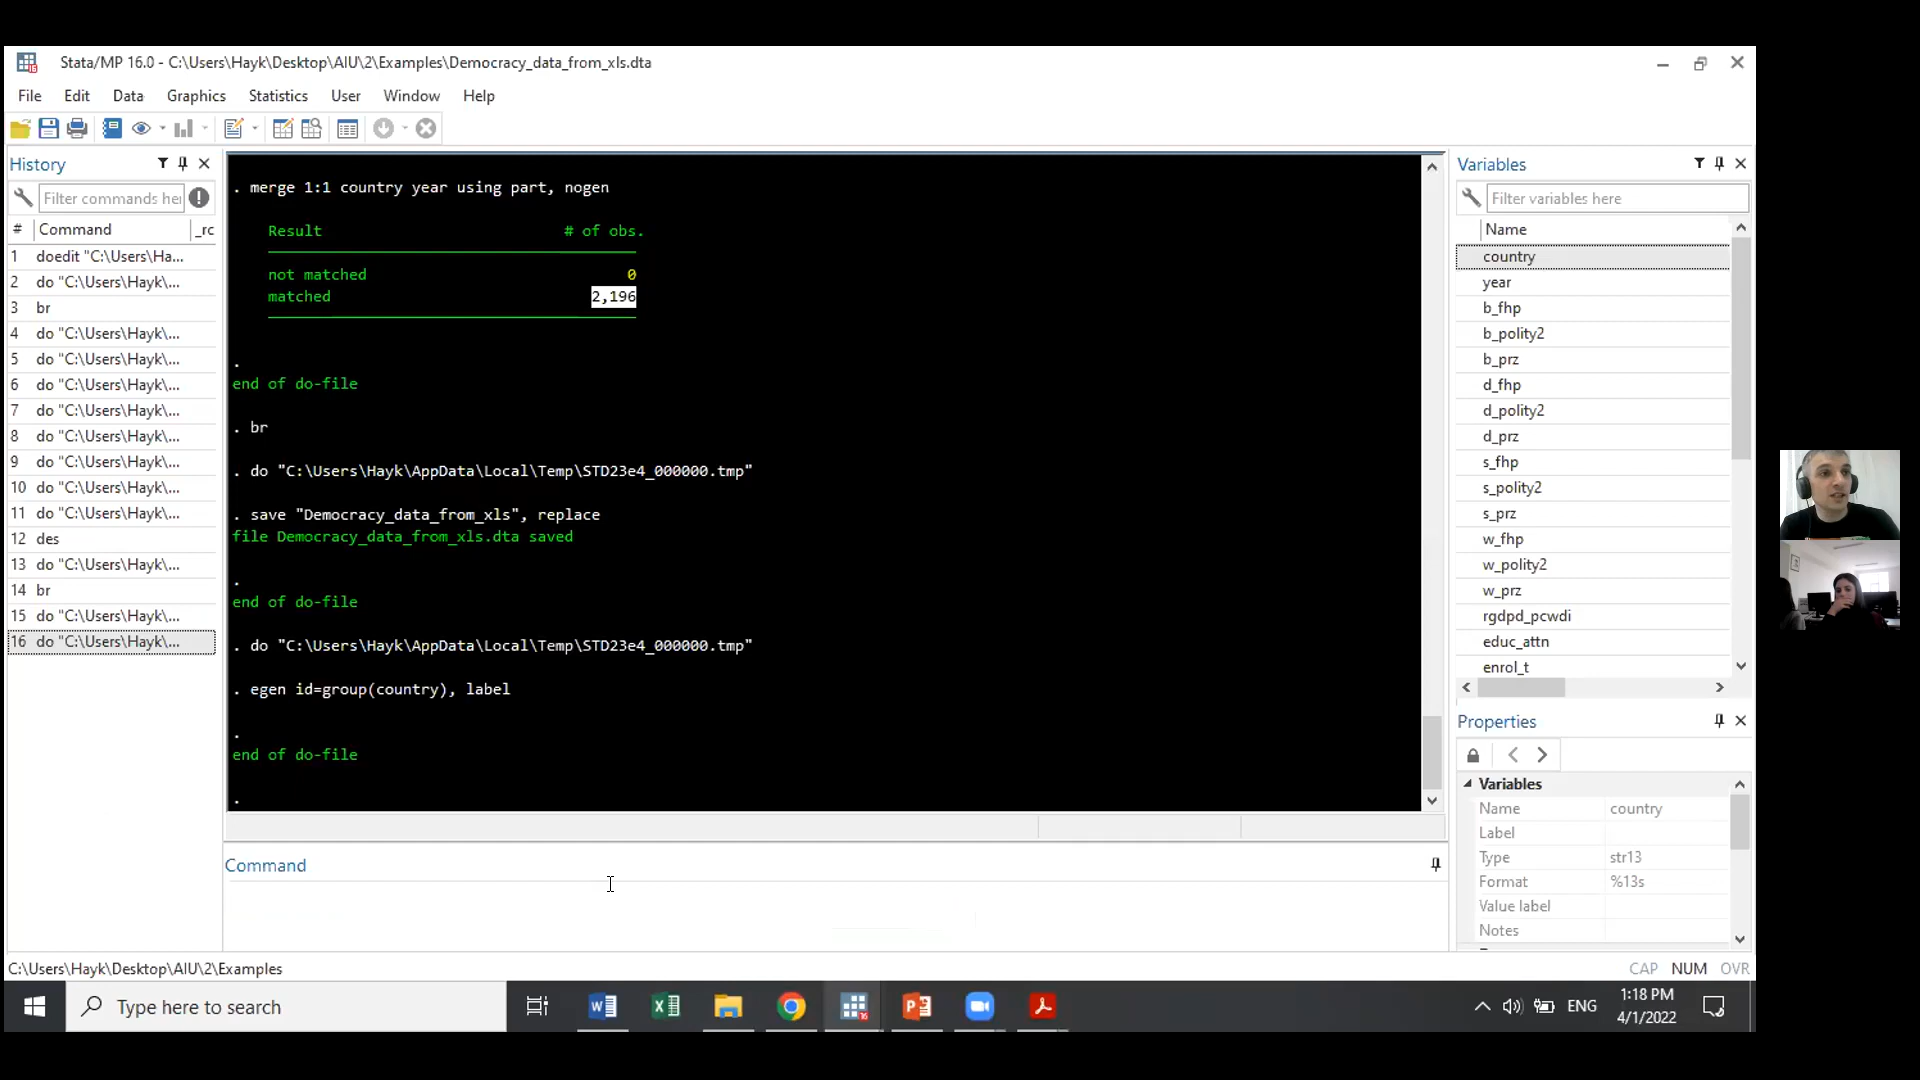 Stata/MP 16.0 - C:\Users\Hayk\Desktop\AIU\2\Examples\Democracy_data_from_xls.dta
File Edit Data Graphics Statistics User Window Help
History
Filter commands he
# Command _rc
1 doedit "C:\Users\Ha...
2 do "C:\Users\Hayk\...
3 br
4 do "C:\Users\Hayk\...
5 do "C:\Users\Hayk\...
6 do "C:\Users\Hayk\...
7 do "C:\Users\Hayk\...
8 do "C:\Users\Hayk\...
9 do "C:\Users\Hayk\...
10 do "C:\Users\Hayk\...
11 do "C:\Users\Hayk\...
12 des
13 do "C:\Users\Hayk\...
14 br
15 do "C:\Users\Hayk\...
16 do "C:\Users\Hayk\...
. merge 1:1 country year using part, nogen
Result # of obs.
not matched 0
matched 2,196
.
end of do-file
. br
. do "C:\Users\Hayk\AppData\Local\Temp\STD23e4_000000.tmp"
. save "Democracy_data_from_xls", replace
file Democracy_data_from_xls.dta saved
.
end of do-file
. do "C:\Users\Hayk\AppData\Local\Temp\STD23e4_000000.tmp"
. egen id=group(country), label
.
end of do-file
.
Command
Variables
Filter variables here
Name
country
year
b_fhp
b_polity2
b_prz
d_fhp
d_polity2
d_prz
s_fhp
s_polity2
s_prz
w_fhp
w_polity2
w_prz
rgdpd_pcwdi
educ_attn
enrol_t
Properties
Variables
Name country
Label
Type str13
Format %13s
Value label
Notes
C:\Users\Hayk\Desktop\AIU\2\Examples
CAP NUM OVR
Type here to search
ENG
1:18 PM
4/1/2022